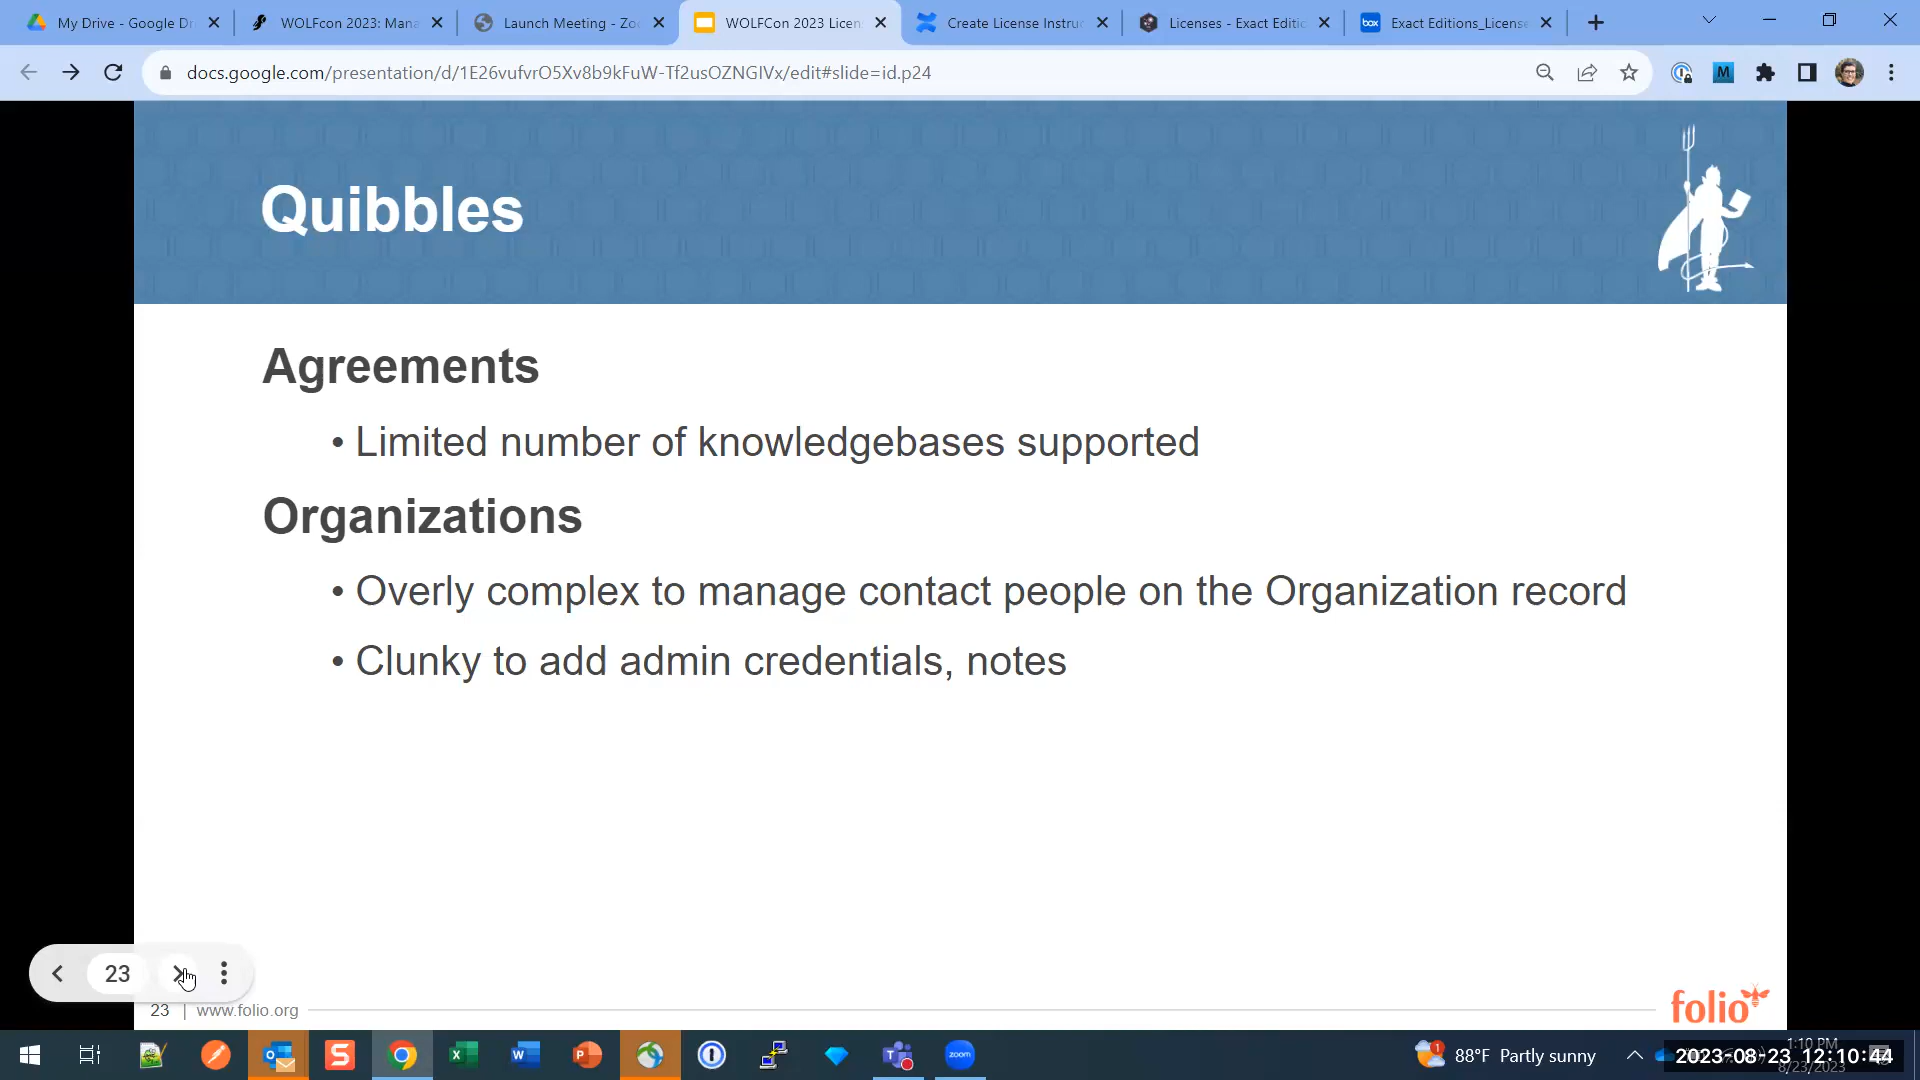 My Drive - Google Dr
WOLFcon 2023: Mana
Launch Meeting - Zoo
WOLFCon 2023 Licen
Create License Instruc
Licenses - Exact Editio
box
Exact Editions_License
docs.google.com/presentation/d/1E26vufvrO5Xv8b9kFuW-Tf2usOZNGIVx/edit#slide=id.p24
M
Quibbles
Agreements
• Limited number of knowledgebases supported
Organizations
• Overly complex to manage contact people on the Organization record
• Clunky to add admin credentials, notes
23
23 | www.folio.org
folio
zoom
88°F Partly sunny
1:10 PM
2023-08-23 12:10:44
8/23/2023